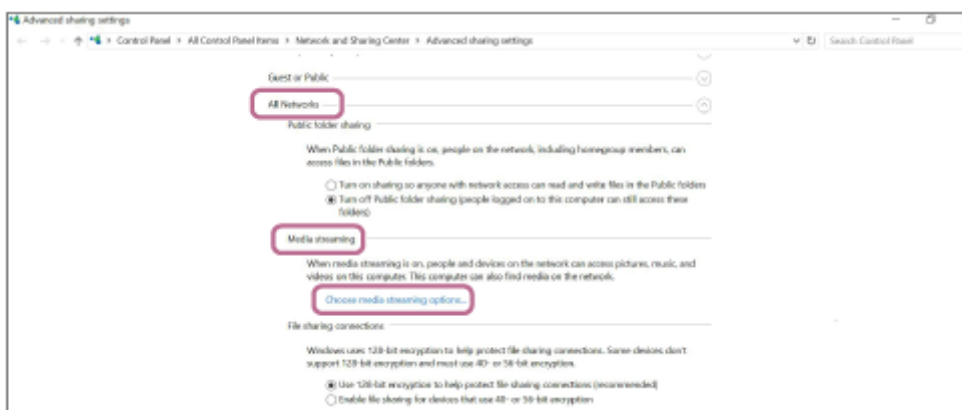 Advanced sharing settings
Control Panel > All Control Panel Items > Network and Sharing Center > Advanced sharing settings
Search Control Panel
Guest or Public
All Networks
Public folder sharing
When Public folder sharing is on, people on the network, including homegroup members, can
access files in the Public folders.
Turn on sharing so anyone with network access can read and write files in the Public folders
Turn off Public folder sharing (people logged on to this computer can still access these
folders)
Media streaming
When media streaming is on, people and devices on the network can access pictures, music, and
videos on this computer. This computer can also find media on the network.
Choose media streaming options...
File sharing connections
Windows uses 128-bit encryption to help protect file sharing connections. Some devices don't
support 128-bit encryption and must use 40- or 56-bit encryption.
Use 128-bit encryption to help protect file sharing connections (recommended)
Enable file sharing for devices that use 40- or 56-bit encryption